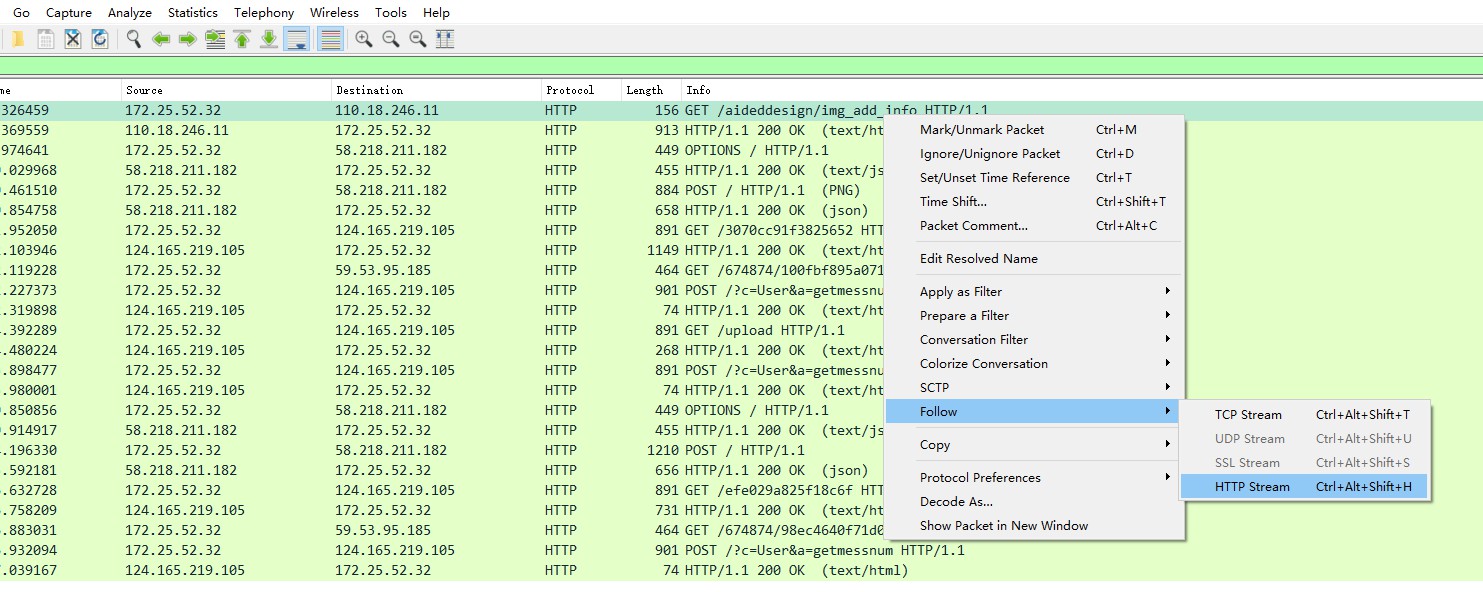 Go Capture Analyze Statistics Telephony Wireless Tools Help
me Source Destination Protocol Length Info
326459 172.25.52.32 110.18.246.11 HTTP 156 GET /aideddesign/img_add_info HTTP/1.1
369559 110.18.246.11 172.25.52.32 HTTP 913 HTTP/1.1 200 OK (text/ht
Mark/Unmark Packet Ctrl+M
974641 172.25.52.32 58.218.211.182 HTTP 449 OPTIONS / HTTP/1.1
Ignore/Unignore Packet Ctrl+D
.029968 58.218.211.182 172.25.52.32 HTTP 455 HTTP/1.1 200 OK (text/js
Set/Unset Time Reference Ctrl+T
.461510 172.25.52.32 58.218.211.182 HTTP 884 POST / HTTP/1.1 (PNG)
Time Shift... Ctrl+Shift+T
.854758 58.218.211.182 172.25.52.32 HTTP 658 HTTP/1.1 200 OK (json)
Packet Comment... Ctrl+Alt+C
.952050 172.25.52.32 124.165.219.105 HTTP 891 GET /3070cc91f3825652 HTT
.103946 124.165.219.105 172.25.52.32 HTTP 1149 HTTP/1.1 200 OK (text/ht
Edit Resolved Name
.119228 172.25.52.32 59.53.95.185 HTTP 464 GET /674874/100fbf895a071
.227373 172.25.52.32 124.165.219.105 HTTP 901 POST /?c=User&a=getmessnu
Apply as Filter
.319898 124.165.219.105 172.25.52.32 HTTP 74 HTTP/1.1 200 OK (text/ht
Prepare a Filter
.392289 172.25.52.32 124.165.219.105 HTTP 891 GET /upload HTTP/1.1
Conversation Filter
.480224 124.165.219.105 172.25.52.32 HTTP 268 HTTP/1.1 200 OK (text/ht
Colorize Conversation
.898477 172.25.52.32 124.165.219.105 HTTP 891 POST /?c=User&a=getmessnu
SCTP
.980001 124.165.219.105 172.25.52.32 HTTP 74 HTTP/1.1 200 OK (text/ht
.850856 172.25.52.32 58.218.211.182 HTTP 449 OPTIONS / HTTP/1.1
Follow
TCP Stream Ctrl+Alt+Shift+T
.914917 58.218.211.182 172.25.52.32 HTTP 455 HTTP/1.1 200 OK (text/js
UDP Stream Ctrl+Alt+Shift+U
Copy
.196330 172.25.52.32 58.218.211.182 HTTP 1210 POST / HTTP/1.1
SSL Stream Ctrl+Alt+Shift+S
.592181 58.218.211.182 172.25.52.32 HTTP 656 HTTP/1.1 200 OK (json)
Protocol Preferences
HTTP Stream Ctrl+Alt+Shift+H
.632728 172.25.52.32 124.165.219.105 HTTP 891 GET /efe029a825f18c6f HTT
Decode As...
.758209 124.165.219.105 172.25.52.32 HTTP 731 HTTP/1.1 200 OK (text/ht
Show Packet in New Window
.883031 172.25.52.32 59.53.95.185 HTTP 464 GET /674874/98ec4640f71d0
.932094 172.25.52.32 124.165.219.105 HTTP 901 POST /?c=User&a=getmessnum HTTP/1.1
.039167 124.165.219.105 172.25.52.32 HTTP 74 HTTP/1.1 200 OK (text/html)